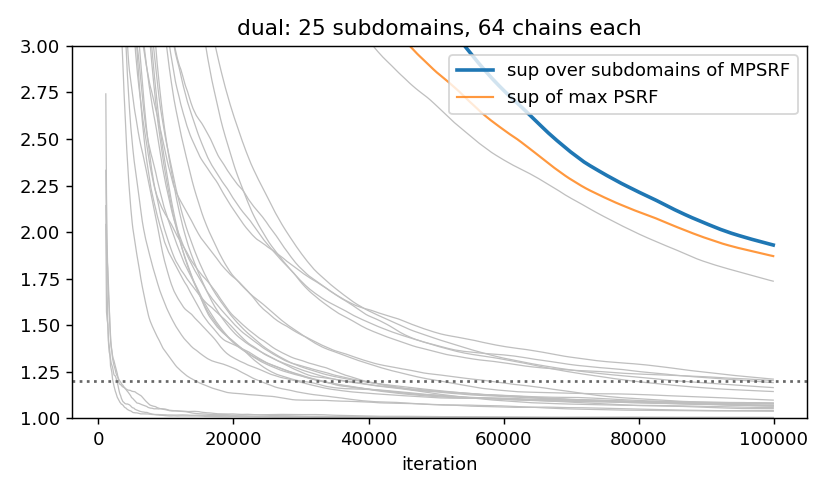 dual: 25 subdomains, 64 chains each
3.00
2.75
2.50
2.25
2.00
1.75
1.50
1.25
1.00
sup over subdomains of MPSRF
sup of max PSRF
0 20000 40000 60000 80000 100000
iteration